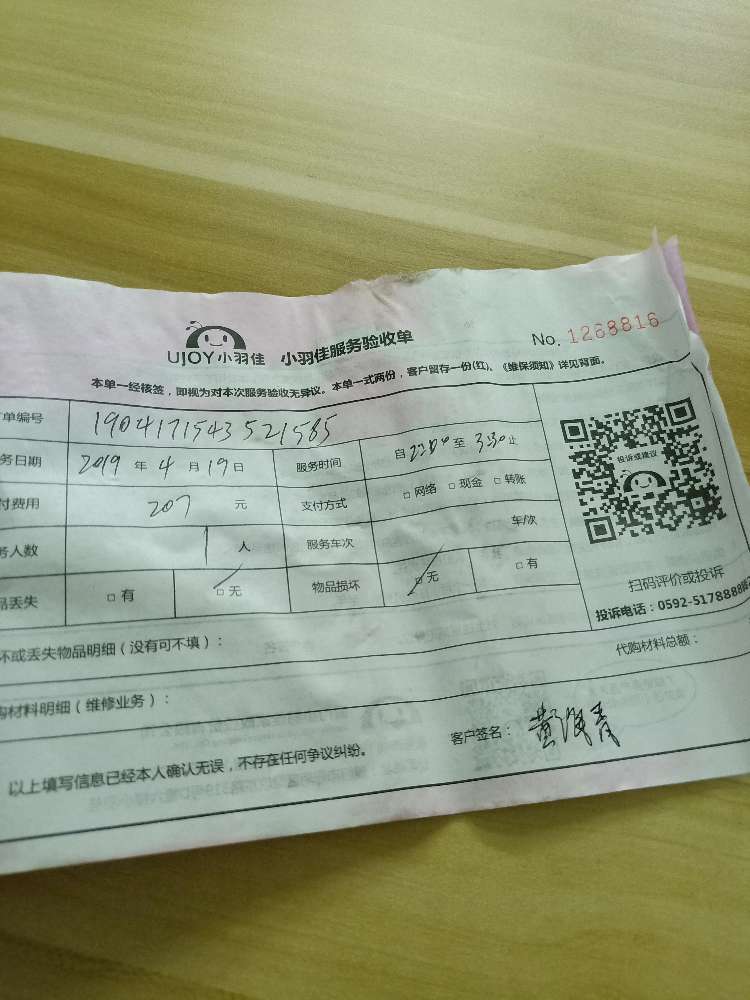 UJOY小羽佳 小羽佳服务验收单 No. 1268816
本单一经核签，即视为对本次服务验收无异议。本单一式两份，客户留存一份(红)、《维保须知》详见背面。
单编号 1904171543521585
务日期 2019 年 4 月 19 日 服务时间 自 至 330 止
付费用 207 元 支付方式 □ 网络 □ 现金 □ 转账
务人数 1 人 服务车次 车/次
品丢失 □ 有 □ 无 物品损坏 □ 无 □ 有
投诉或建议
扫码评价或投诉
投诉电话：0592-5178888
坏或丢失物品明细（没有可不填）：
代购材料总额：
购材料明细（维修业务）：
以上填写信息已经本人确认无误，不存在任何争议纠纷。
客户签名：黄青